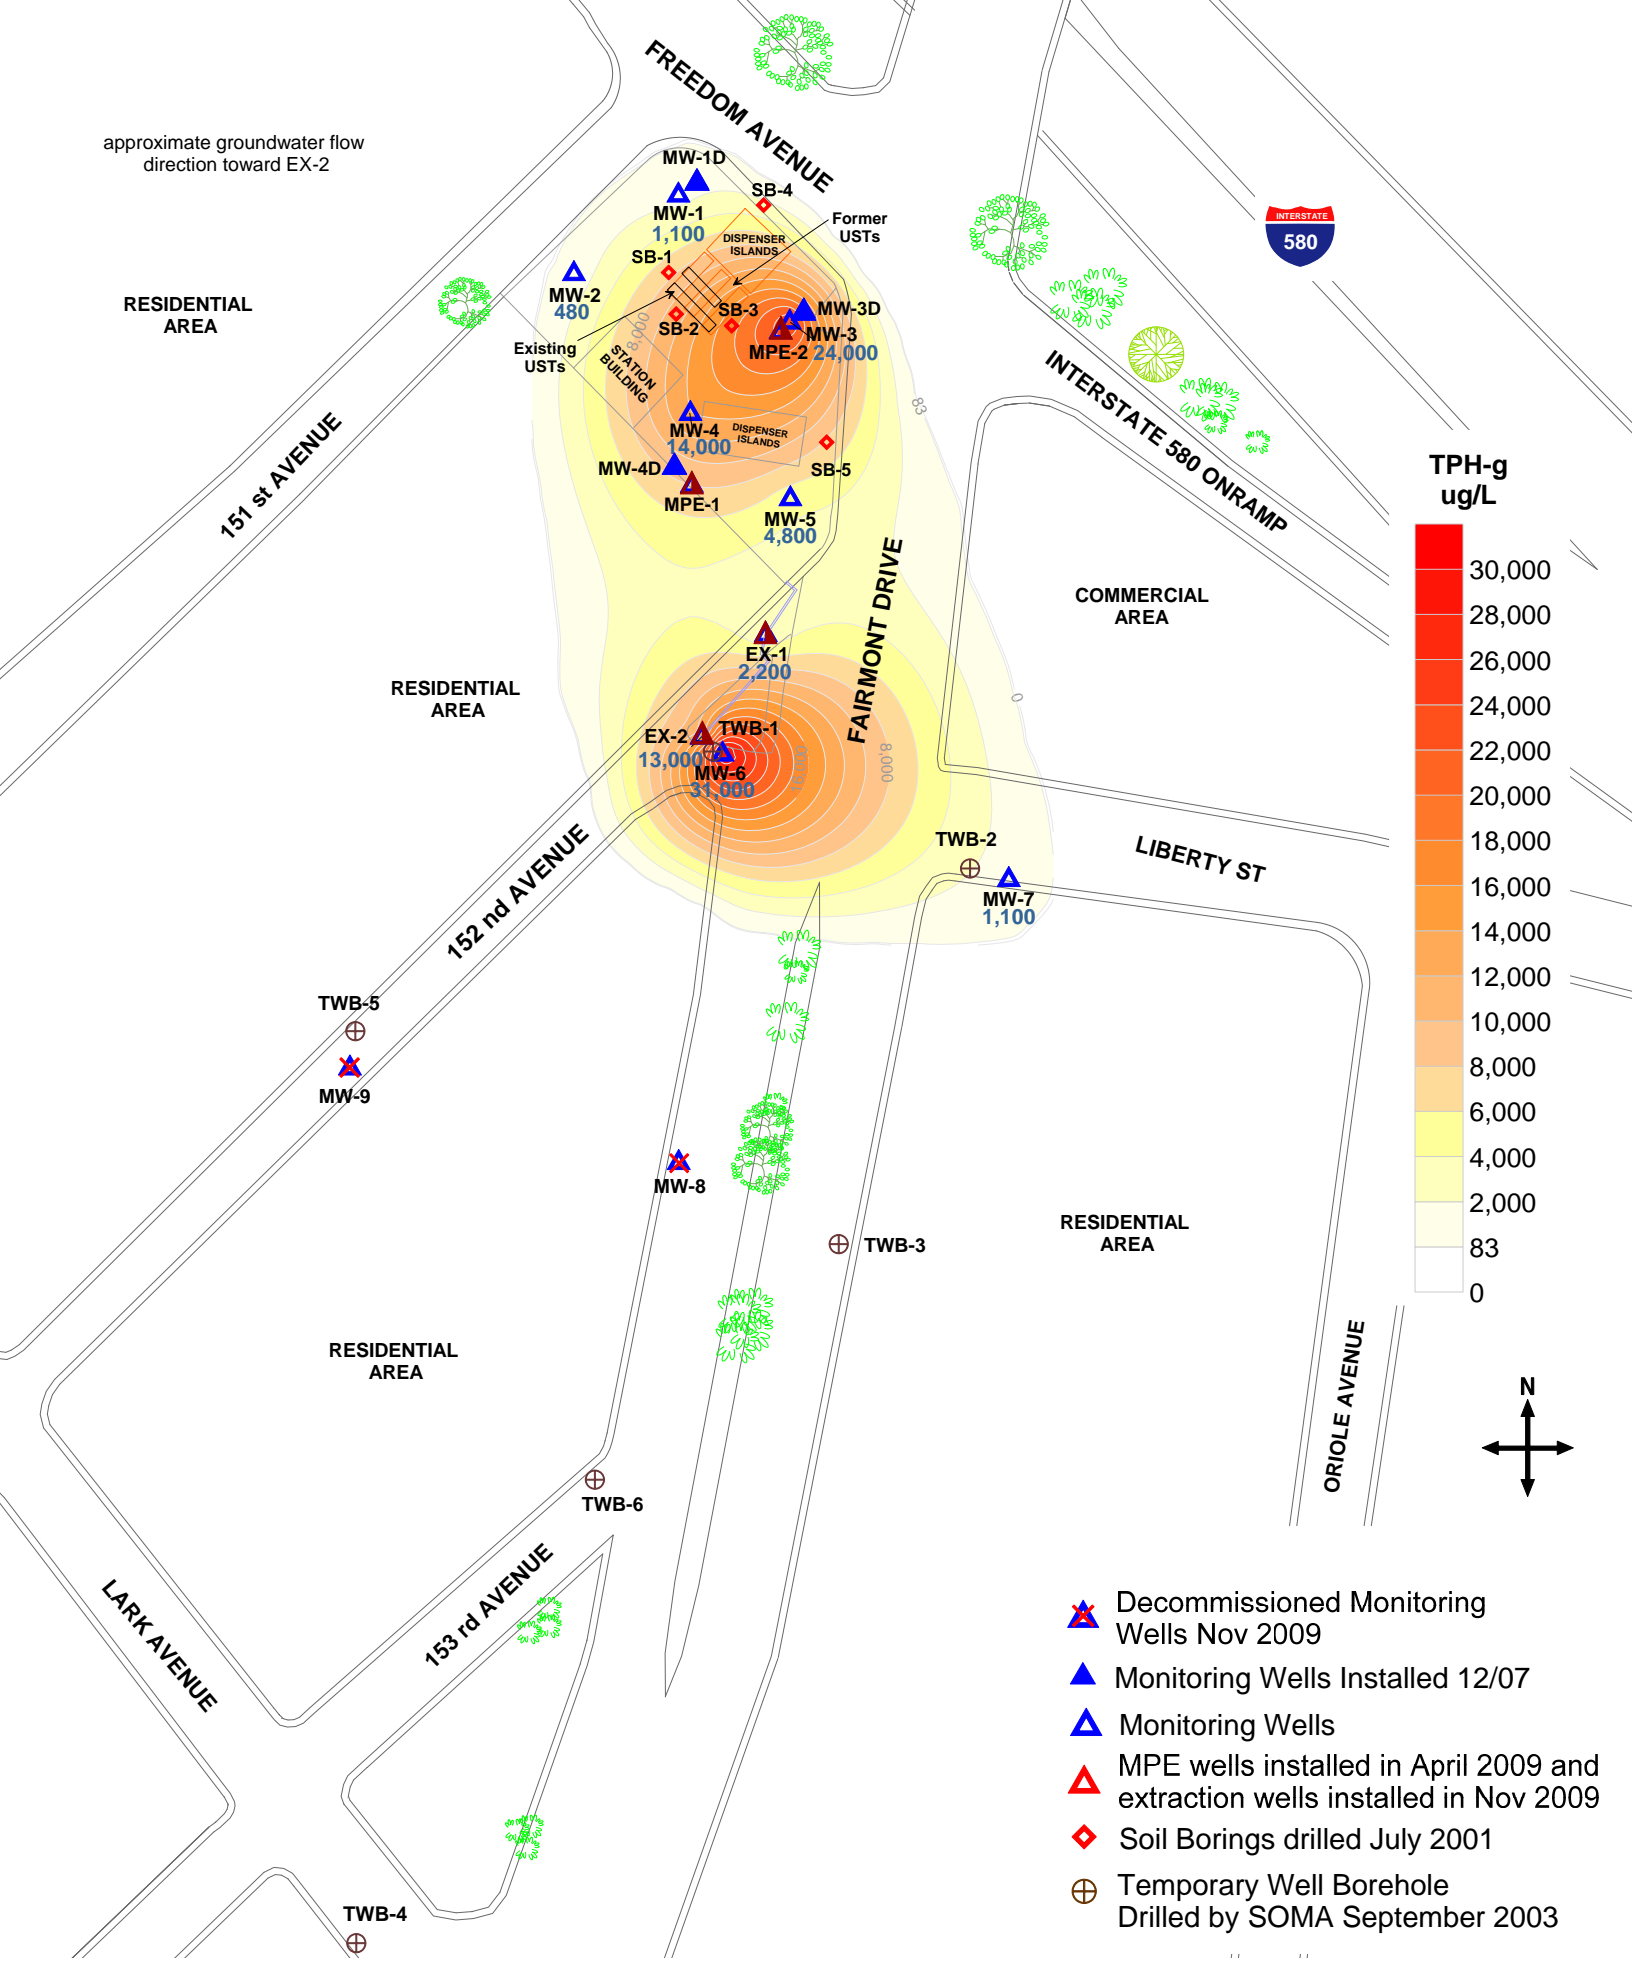 FREEDOM AVENUE
approximate groundwater flow
direction toward EX-2
MW-1D
SB-4
MW-1
1,100
Former
USTs
DISPENSER
ISLANDS
INTERSTATE
580
SB-1
MW-2
480
RESIDENTIAL
AREA
SB-3
MW-3D
SB-2
MW-3
MPE-2
24,000
8,000
Existing
USTs
STATION
BUILDING
INTERSTATE 580 ONRAMP
83
MW-4
14,000
DISPENSER
ISLANDS
MW-4D
SB-5
MPE-1
MW-5
4,800
151 st AVENUE
TPH-g
ug/L
30,000
28,000
26,000
24,000
22,000
20,000
18,000
16,000
14,000
12,000
10,000
8,000
6,000
4,000
2,000
83
0
COMMERCIAL
AREA
FAIRMONT DRIVE
EX-1
2,200
RESIDENTIAL
AREA
0
EX-2
TWB-1
13,000
MW-6
31,000
16,000
8,000
TWB-2
LIBERTY ST
MW-7
1,100
152 nd AVENUE
TWB-5
MW-9
MW-8
TWB-3
RESIDENTIAL
AREA
RESIDENTIAL
AREA
ORIOLE AVENUE
N
TWB-6
153 rd AVENUE
LARK AVENUE
TWB-4
Decommissioned Monitoring
Wells Nov 2009
Monitoring Wells Installed 12/07
Monitoring Wells
MPE wells installed in April 2009 and
extraction wells installed in Nov 2009
Soil Borings drilled July 2001
Temporary Well Borehole
Drilled by SOMA September 2003